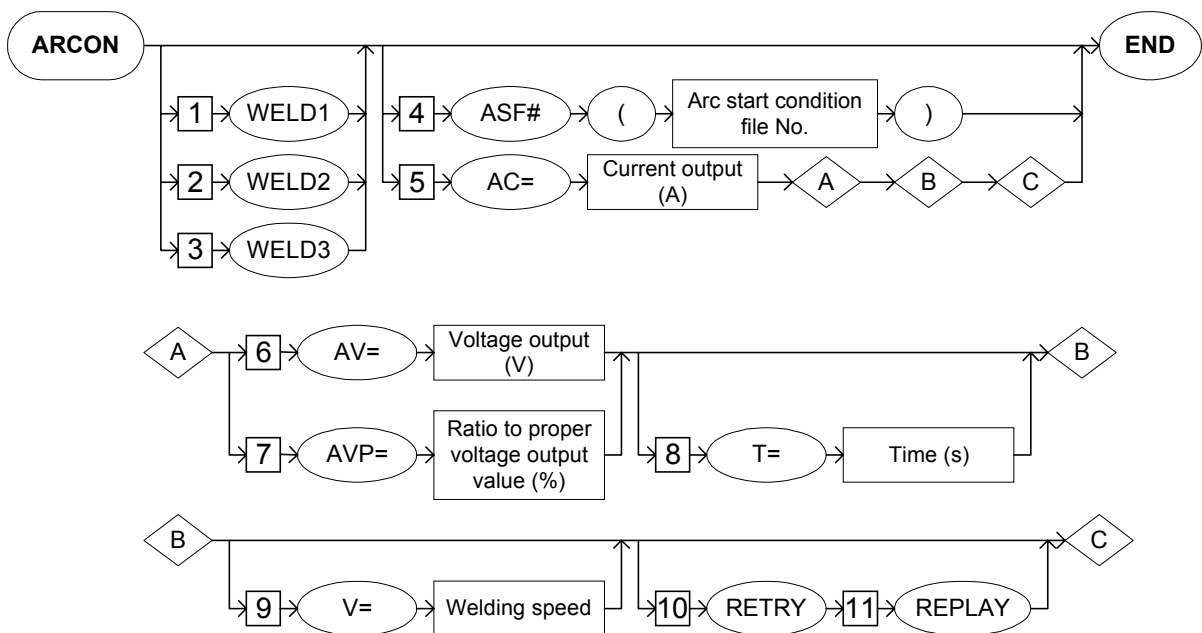 ARCON
END
1
WELD1
4
ASF#
(
Arc start condition
file No.
)
2
WELD2
5
AC=
Current output
(A)
A
B
C
3
WELD3
A
6
AV=
Voltage output
(V)
B
7
AVP=
Ratio to proper
voltage output
value (%)
8
T=
Time (s)
B
C
9
V=
Welding speed
10
RETRY
11
REPLAY